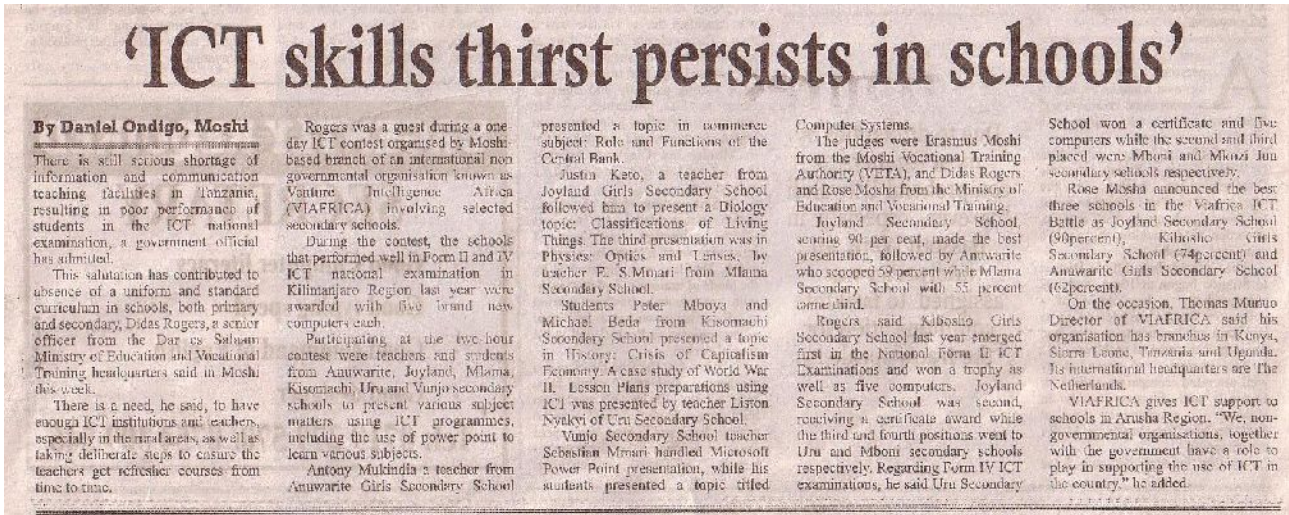 ‘ICT skills thirst persists in schools’
By Daniel Ondigo, Moshi
There is still serious shortage of
information and communication
teaching facilities in Tanzania,
resulting in poor performance of
students in the ICT national
examination, a government official
has admitted.
This salutation has contributed to
absence of a uniform and standard
curriculum in schools, both primary
and secondary, Didas Rogers, a senior
officer from the Dar es Salaam
Ministry of Education and Vocational
Training headquarters said in Moshi
this week.
There is a need, he said, to have
enough ICT institutions and teachers,
especially in the rural areas, as well as
taking deliberate steps to ensure the
teachers get refresher courses from
time to time.
Rogers was a guest during a one
day ICT contest organised by Moshi-
based branch of an international non
governmental organisation known as
Venture Intelligence Africa
(VIAFRICA) involving selected
secondary schools.
During the contest, the schools
that performed well in Form II and IV
ICT national examination in
Kilimanjaro Region last year were
awarded with five brand new
computers each.
Participating at the two-hour
contest were teachers and students
from Anuwarite, Joyland, Mlama,
Kisomachi, Uru and Vunjo secondary
schools to present various subject
matters using ICT programmes,
including the use of power point to
learn various subjects.
Antony Mukindia a teacher from
Anuwarite Girls Secondary School
presented a topic in commerce
subject: Role and Functions of the
Central Bank.
Justin Keto, a teacher from
Joyland Girls Secondary School
followed him to present a Biology
topic: Classifications of Living
Things. The third presentation was in
Physics: Optics and Lenses, by
teacher E. S.Mmari from Mlama
Secondary School.
Students Peter Mboya and
Michael Beda from Kisomachi
Secondary School presented a topic
in History: Crisis of Capitalism
Economy: A case study of World War
II. Lesson Plans preparations using
ICT was presented by teacher Liston
Nyakyi of Uru Secondary School.
Vunjo Secondary School teacher
Sebastian Mmari handled Microsoft
Power Point presentation, while his
students presented a topic titled
Computer Systems.
The judges were Erasmus Moshi
from the Moshi Vocational Training
Authority (VETA), and Didas Rogers
and Rose Mosha from the Ministry of
Education and Vocational Training.
Joyland Secondary School,
scoring 90 per cent, made the best
presentation, followed by Anuwarite
who scooped 59 percent while Mlama
Secondary School with 55 percent
came third.
Rogers said Kibosho Girls
Secondary School last year emerged
first in the National Form II ICT
Examinations and won a trophy as
well as five computers. Joyland
Secondary School was second,
receiving a certificate award while
the third and fourth positions went to
Uru and Mboni secondary schools
respectively. Regarding Form IV ICT
examinations, he said Uru Secondary
School won a certificate and five
computers while the second and third
placed were Mboni and Mkozi Juu
secondary schools respectively.
Rose Mosha announced the best
three schools in the Viafrica ICT
Battle as Joyland Secondary School
(90percent), Kibosho Girls
Secondary School (74percent) and
Anuwarite Girls Secondary School
(62percent).
On the occasion, Thomas Munuo
Director of VIAFRICA said his
organisation has branches in Kenya,
Sierra Leone, Tanzania and Uganda.
Its international headquarters are The
Netherlands.
VIAFRICA gives ICT support to
schools in Arusha Region. “We, non-
governmental organisations, together
with the government have a role to
play in supporting the use of ICT in
the country.” he added.